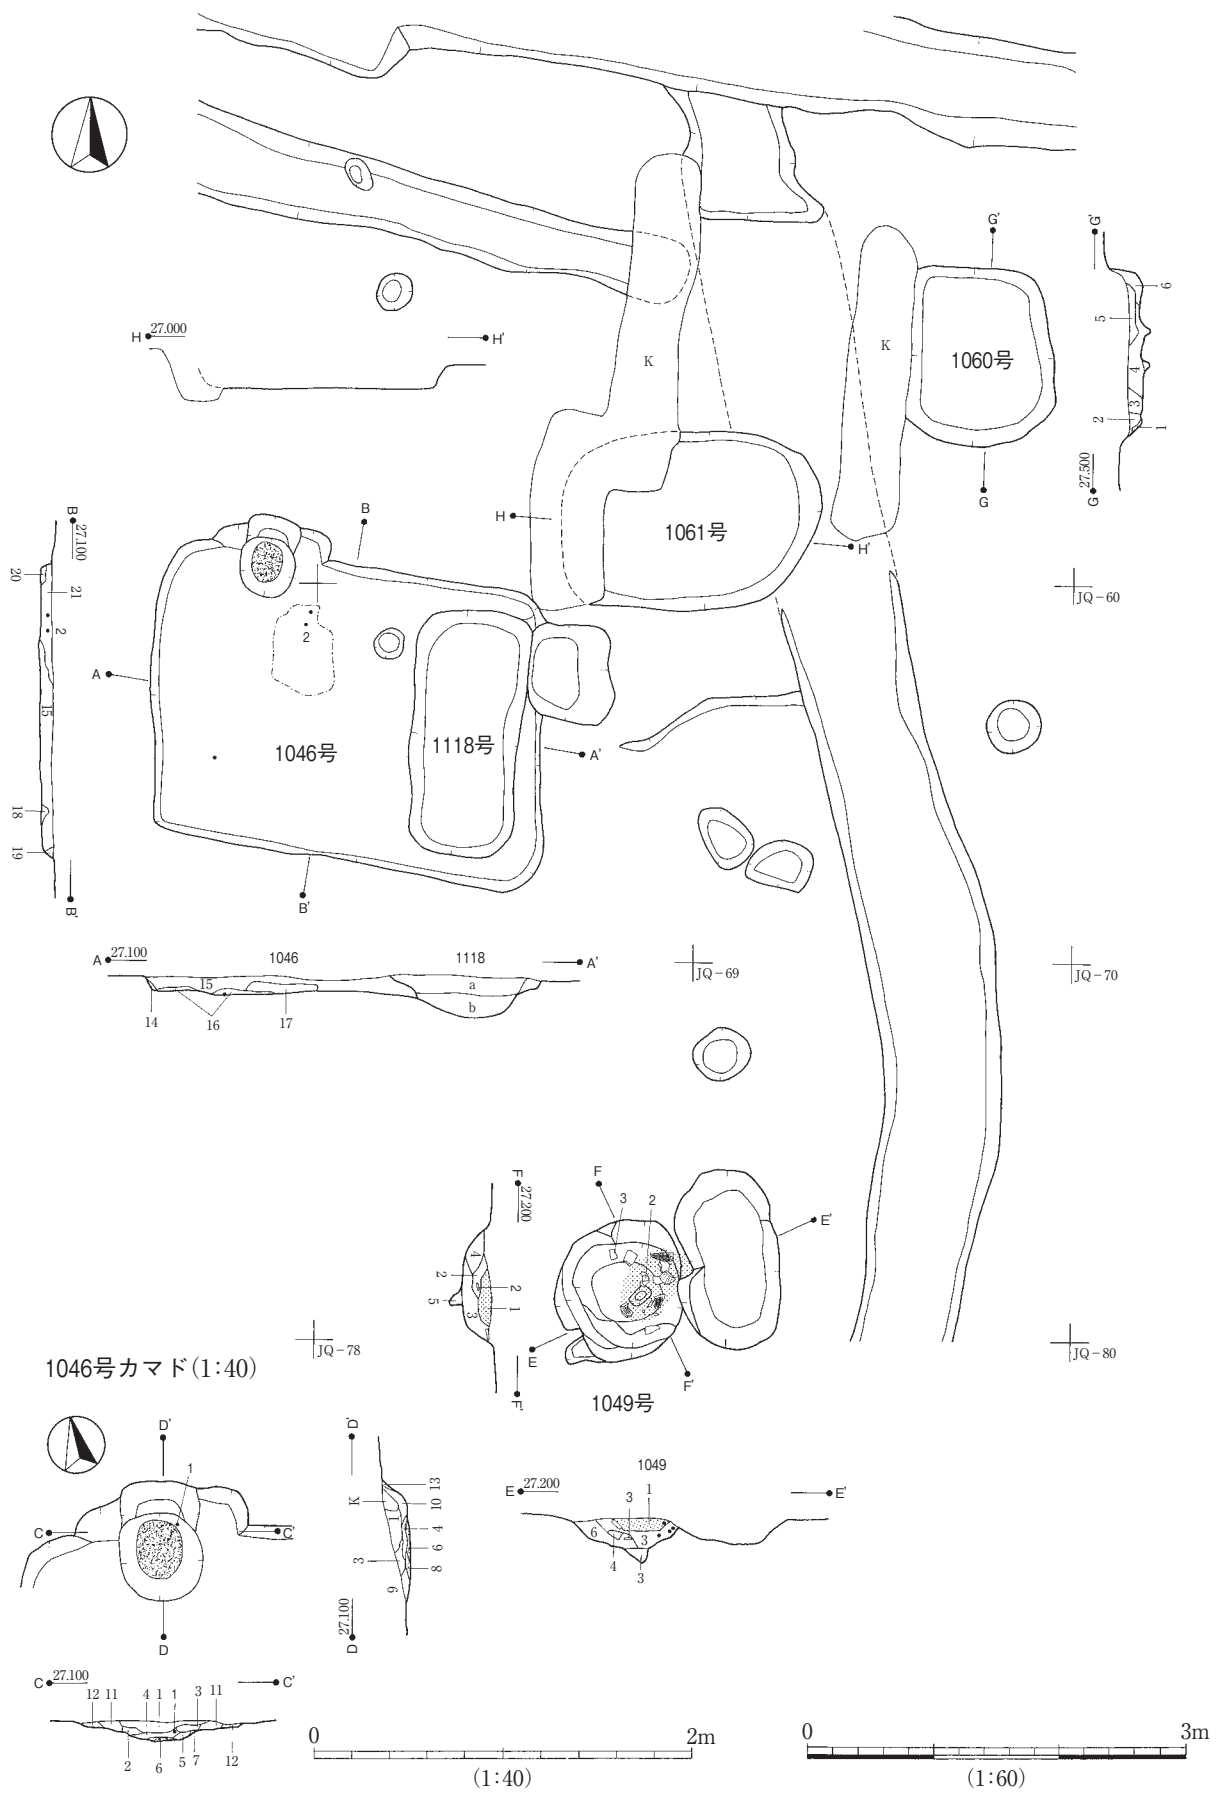 G'
G'
H 27.000
H'
K
K
1060号
6
5
4
3
2
1
27.500
G
G
B
27.100
B
H
1061号
H'
20
21
2
2
JQ-60
A
15
1046号
1118号
A'
18
19
B'
B'
A 27.100
1046
1118
A'
JQ-69
JQ-70
15
a
b
14
16
17
F
27.200
F
3
2
E'
4
2
2
5
3
1
JQ-78
E
JQ-80
1046号カマド(1:40)
F'
F'
1049号
D'
D'
1
1049
13
K
10
E 27.200
3
1
E'
C
C'
4
6
3
6
3
8
4
3
9
27.100
D
D
C 27.100
C'
12 11 4 1 1 3 11
2 6 5 7 12
0 2m
(1:40)
0 3m
(1:60)